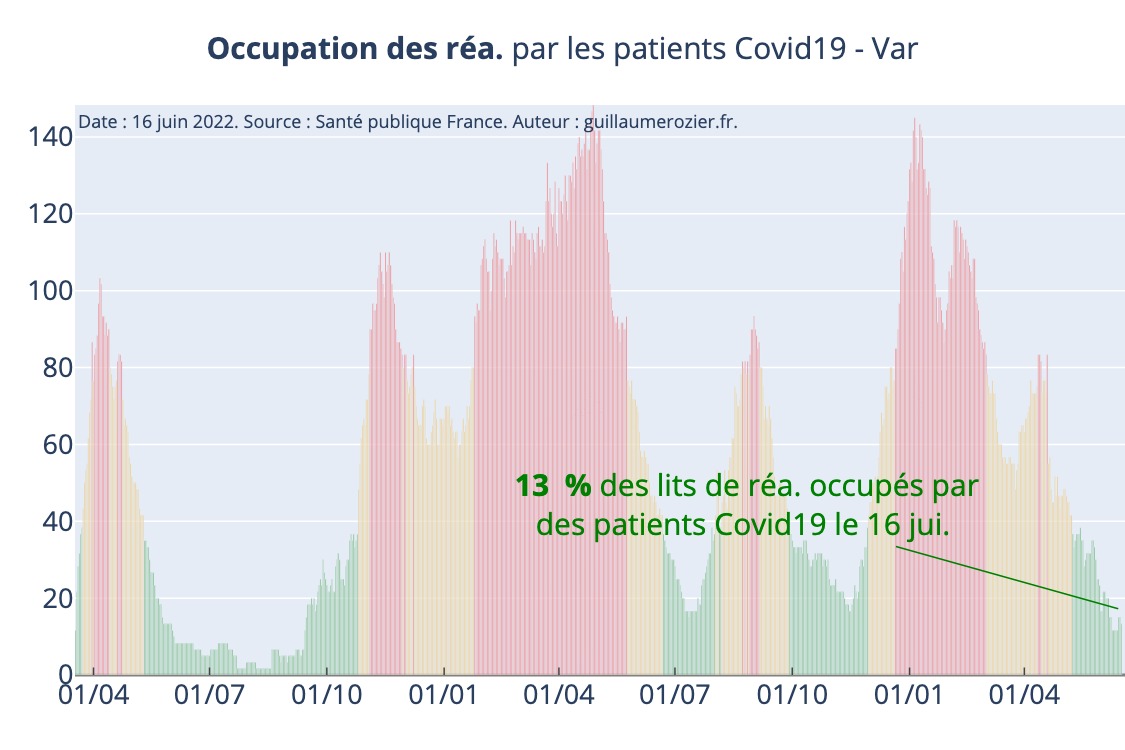 Occupation des réa. par les patients Covid19 - Var
Date : 16 juin 2022. Source : Santé publique France. Auteur : guillaumerozier.fr.
140
120
100
80
60
40
20
0
13 % des lits de réa. occupés par
des patients Covid19 le 16 jui.
01/04 01/07 01/10 01/01 01/04 01/07 01/10 01/01 01/04